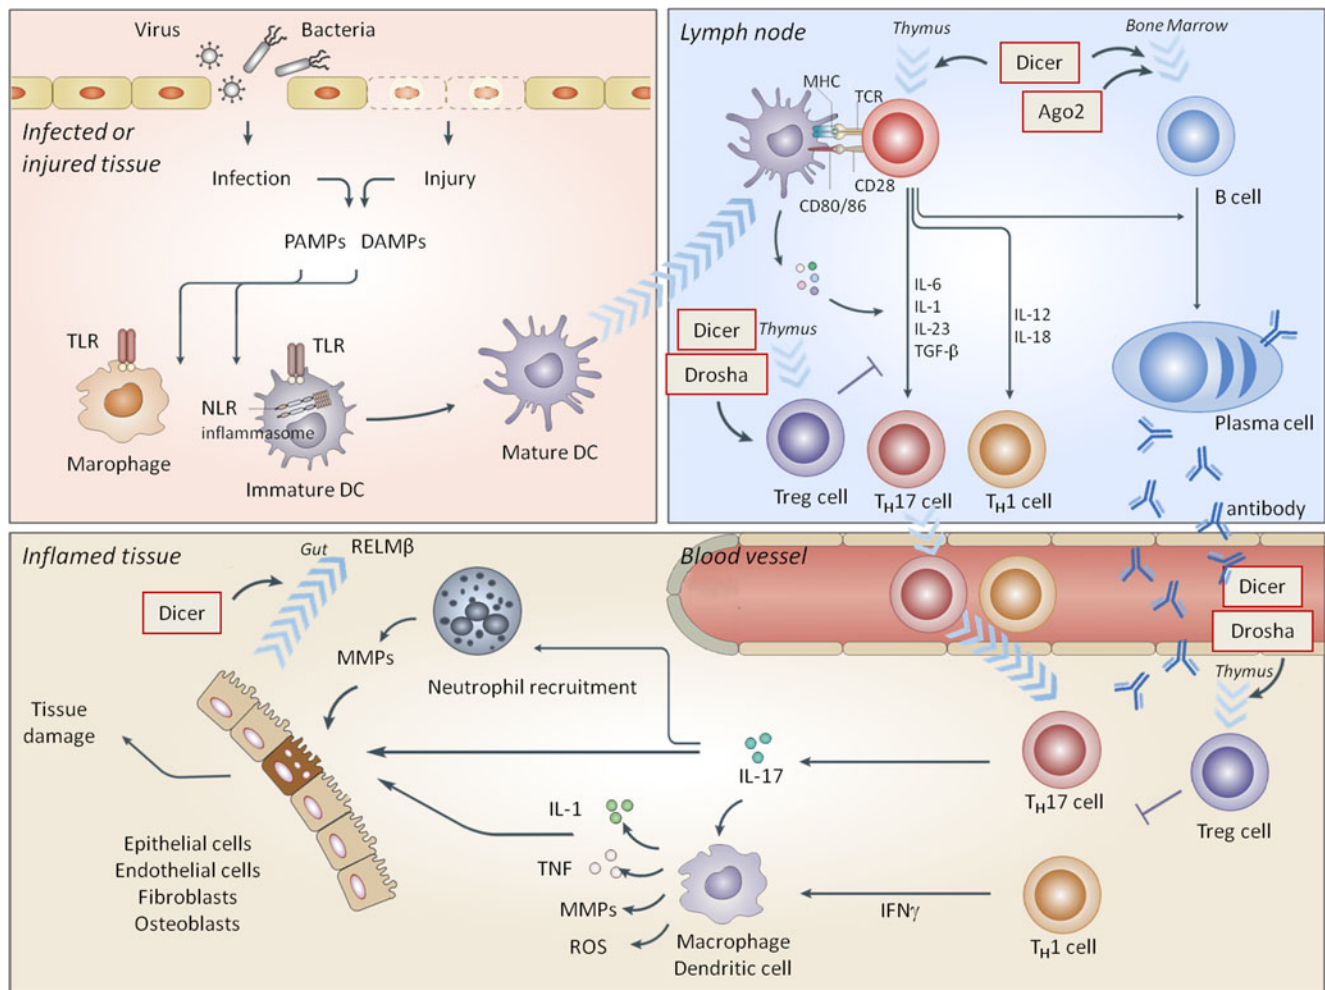 Virus
Bacteria
Infected or
injured tissue
Infection
Injury
PAMPs
DAMPs
TLR
Marophage
TLR
NLR
inflammasome
Immature DC
Mature DC
Lymph node
Thymus
Bone Marrow
Dicer
Ago2
MHC
TCR
CD28
CD80/86
B cell
IL-6
IL-1
IL-23
TGF-β
IL-12
IL-18
Dicer
Thymus
Drosha
Treg cell
TH17 cell
TH1 cell
Plasma cell
antibody
Inflamed tissue
Gut
RELMβ
Dicer
MMPs
Neutrophil recruitment
Tissue
damage
Epithelial cells
Endothelial cells
Fibroblasts
Osteoblasts
Blood vessel
Dicer
Drosha
Thymus
IL-17
TH17 cell
Treg cell
IL-1
TNF
MMPs
ROS
Macrophage
Dendritic cell
IFNγ
TH1 cell